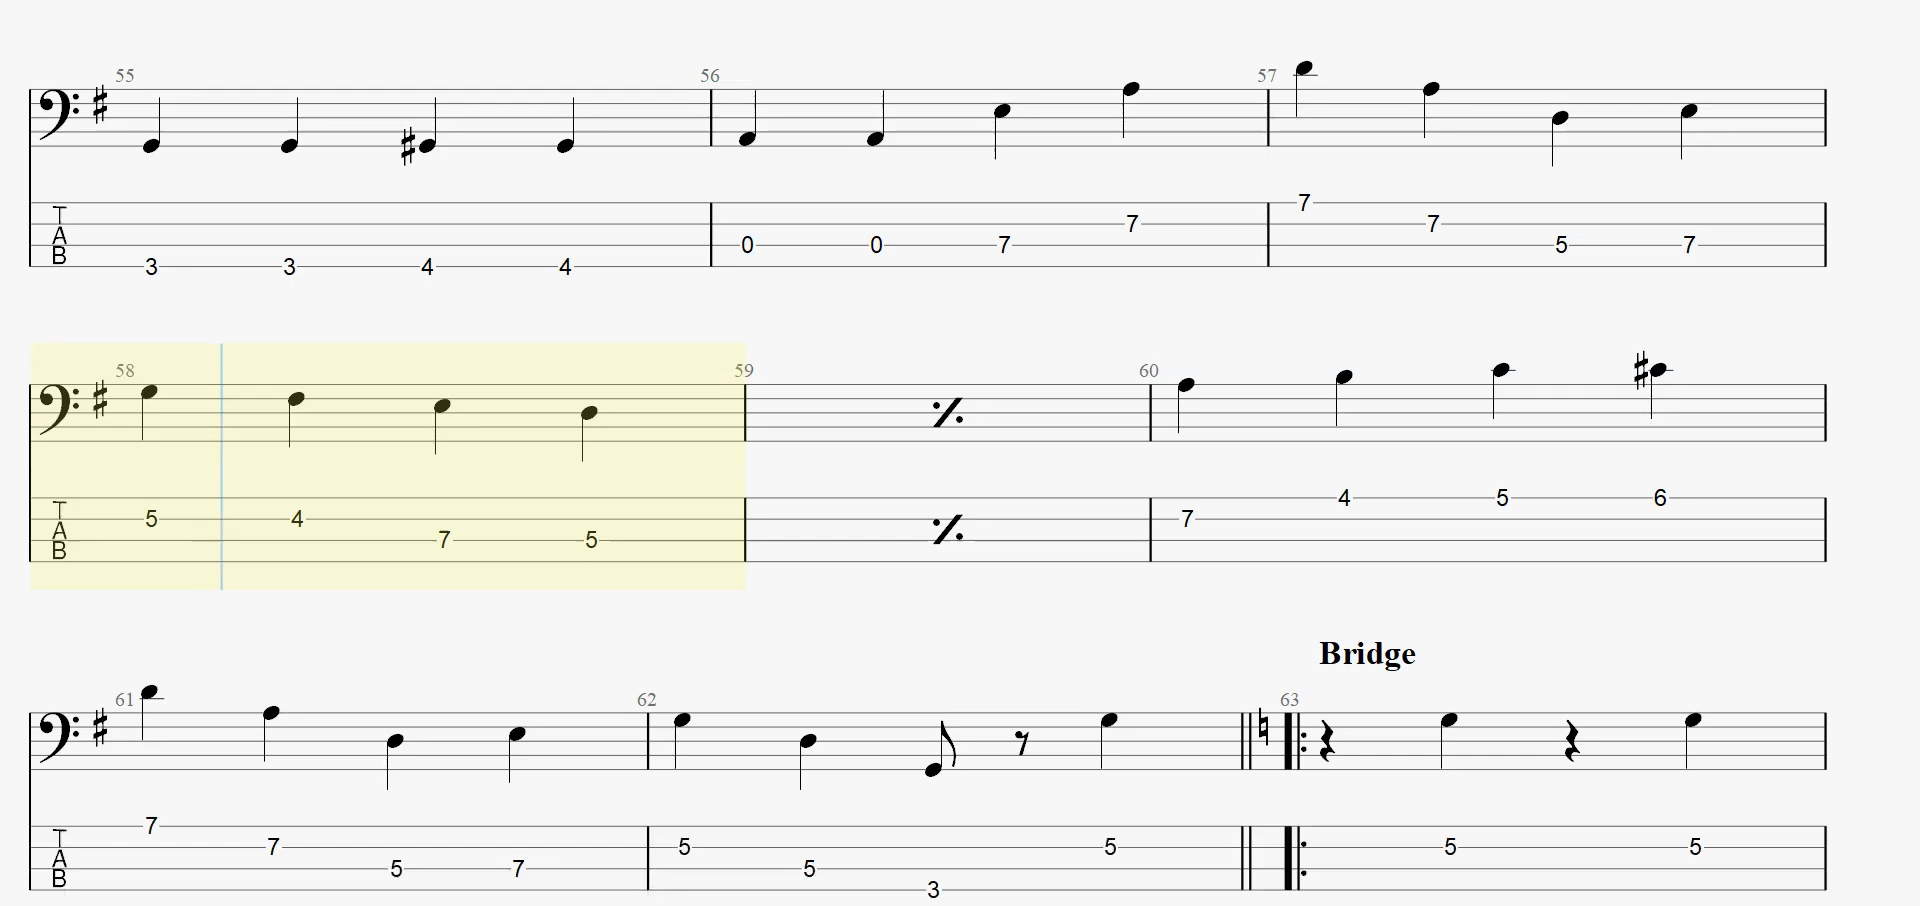 55 56 57
7
T A B 7 7
0 0 7 5 7
3 3 4 4
58 59 60
4 5 6
T A B 5 4 7
7 5
Bridge
61 62 63
7
T A B 7 5 5 5
5 7 5
3